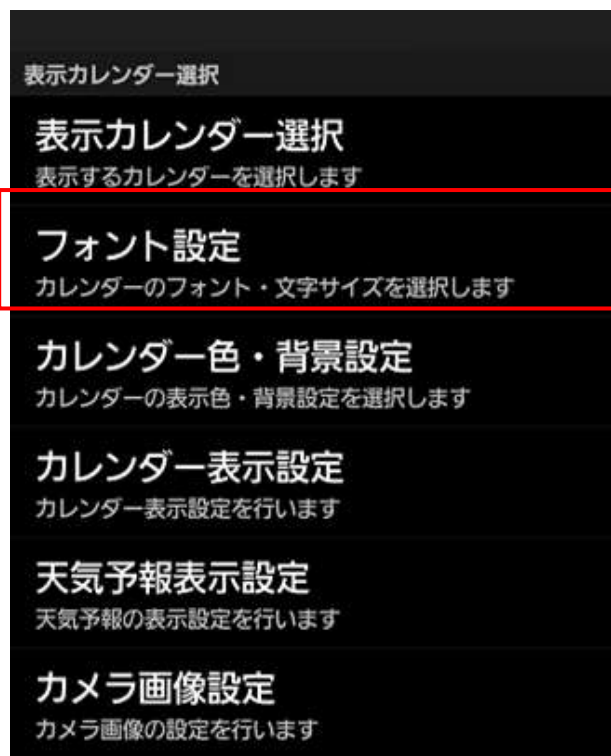 表示カレンダー選択
表示カレンダー選択
表示するカレンダーを選択します
フォント設定
カレンダーのフォント・文字サイズを選択します
カレンダー色・背景設定
カレンダーの表示色・背景設定を選択します
カレンダー表示設定
カレンダー表示設定を行います
天気予報表示設定
天気予報の表示設定を行います
カメラ画像設定
カメラ画像の設定を行います